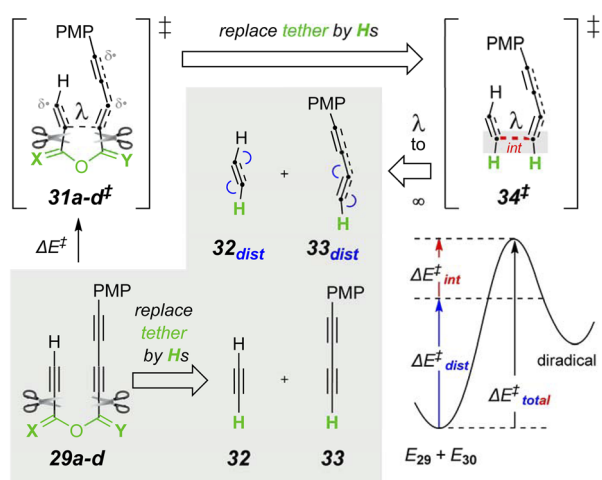 replace tether by Hs
PMP
H
δ•
δ•
δ•
λ
X
O
Y
31a-d‡
‡
PMP
H
λ
int
H
H
34‡
‡
λ
to
∞
H
H
32dist
+
PMP
H
33dist
ΔE‡
PMP
H
X
O
Y
29a-d
replace
tether
by Hs
H
H
32
+
PMP
H
33
ΔE‡int
ΔE‡dist
ΔE‡total
diradical
E29 + E30